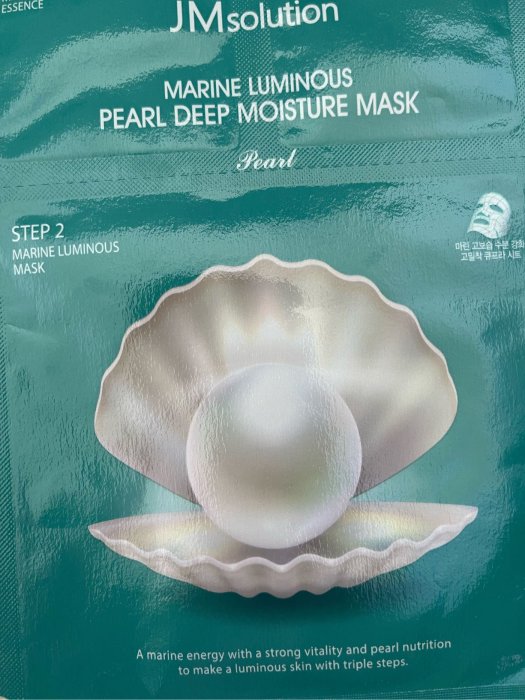 ESSENCE
JMsolution
MARINE LUMINOUS
PEARL DEEP MOISTURE MASK
Pearl
STEP 2
MARINE LUMINOUS
MASK
마린 고보습 수분 강화
고밀착 큐프라 시트
A marine energy with a strong vitality and pearl nutrition
to make a luminous skin with triple steps.